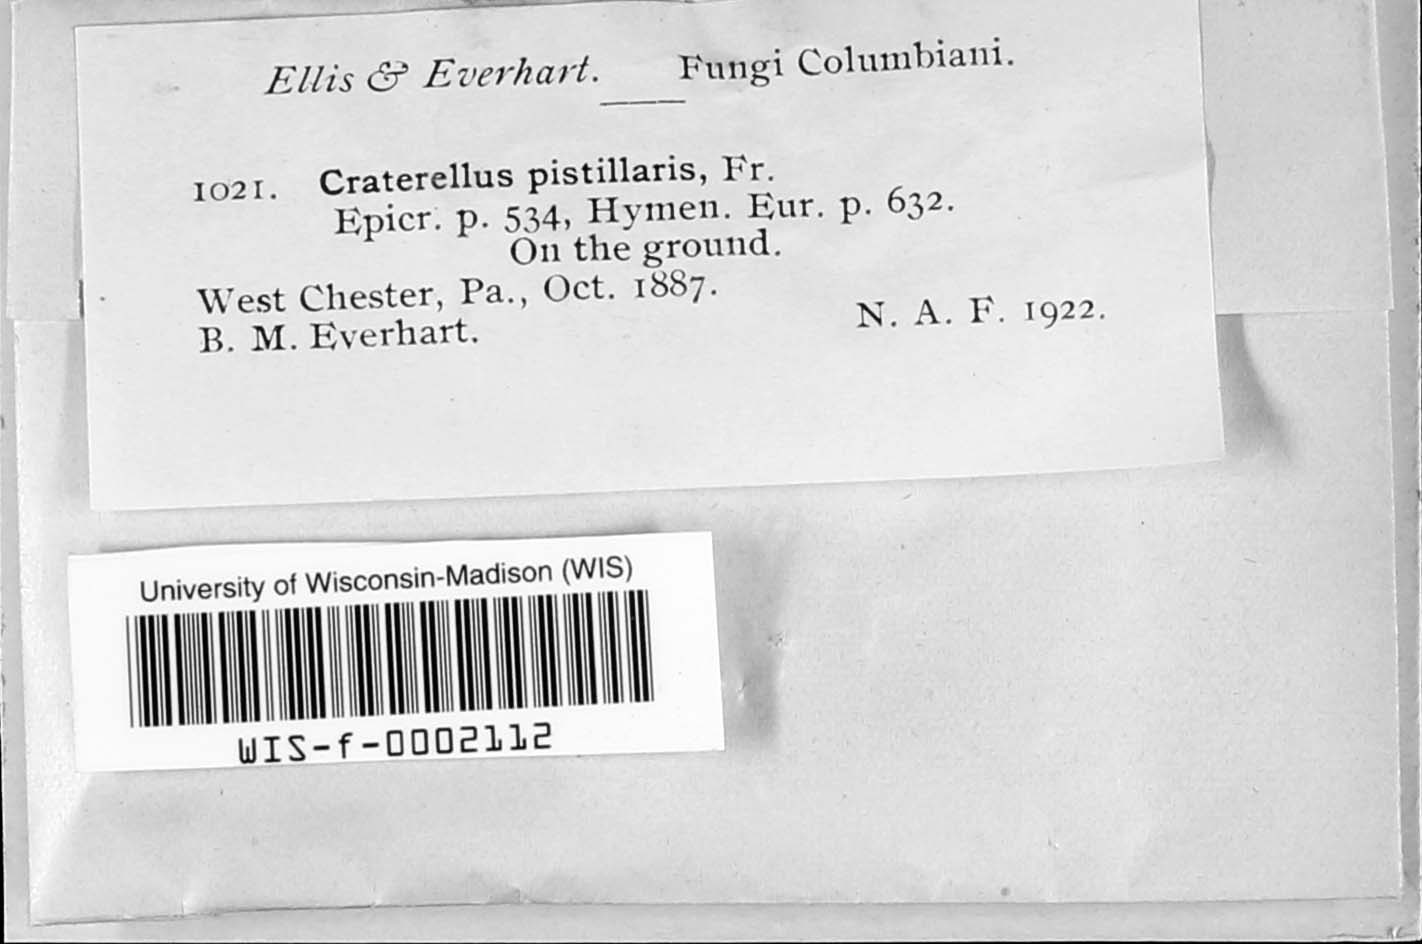 Ellis & Everhart. Fungi Columbiani.
1021. Craterellus pistillaris, Fr.
Epicr. p. 534, Hymen. Eur. p. 632.
On the ground.
West Chester, Pa., Oct. 1887.
B. M. Everhart. N. A. F. 1922.
University of Wisconsin-Madison (WIS)
WIS-f-0002112